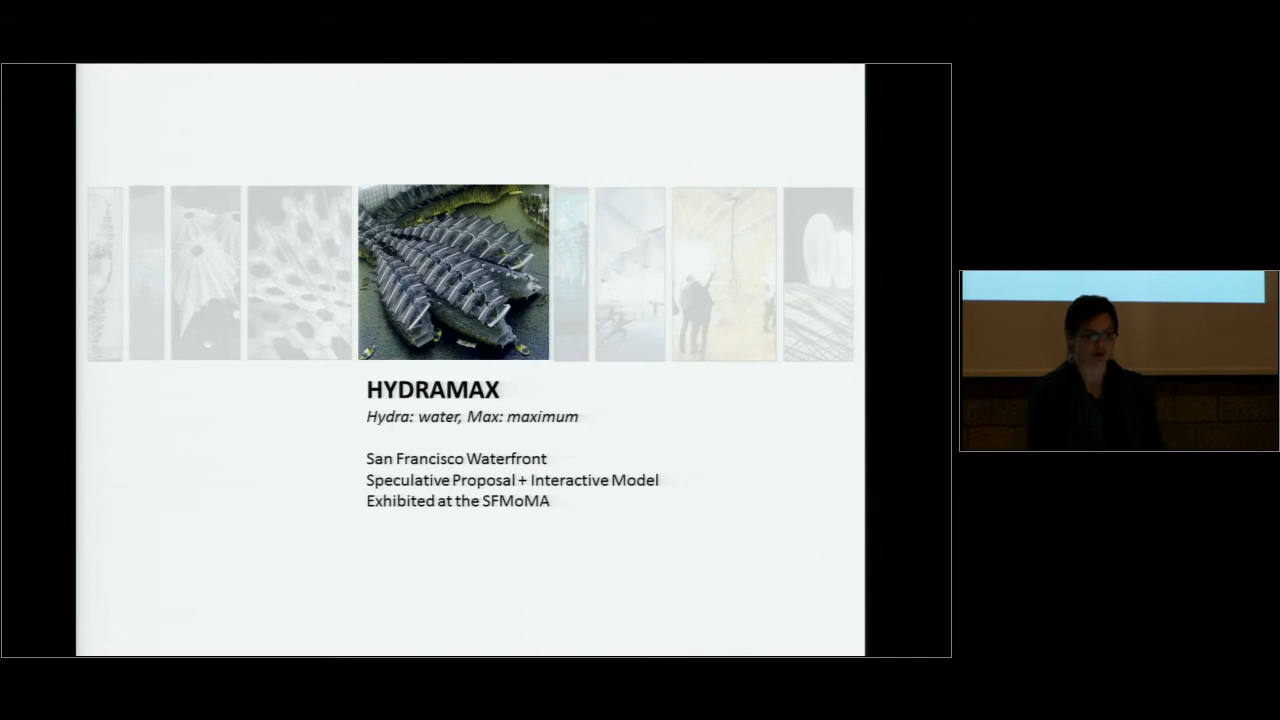 HYDRAMAX
Hydra: water, Max: maximum
San Francisco Waterfront
Speculative Proposal + Interactive Model
Exhibited at the SFMoMA